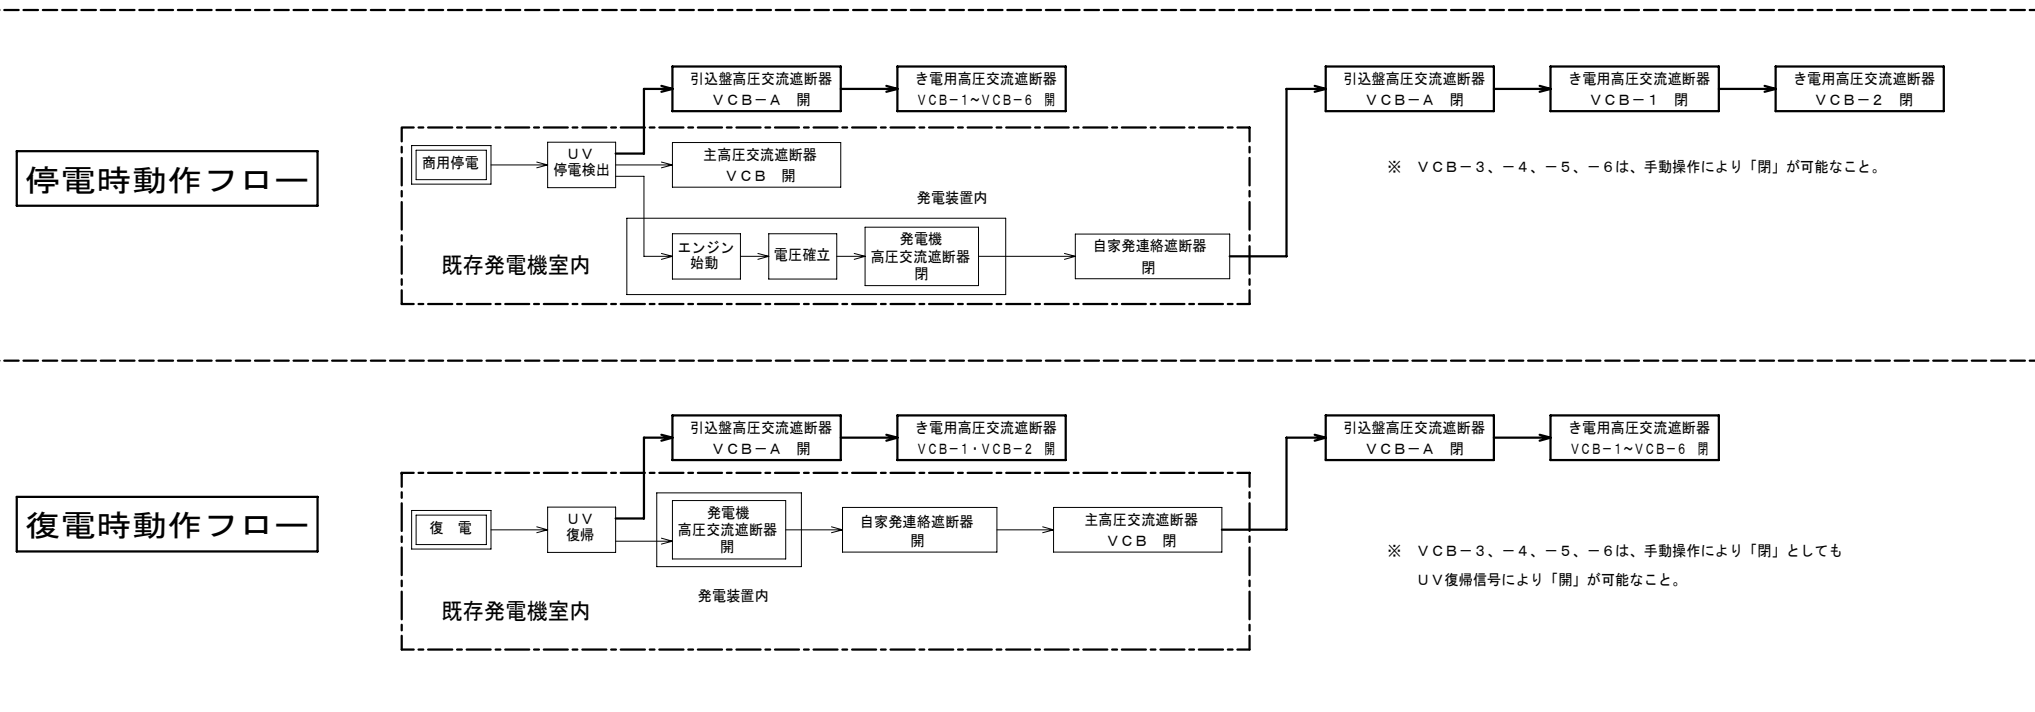 停電時動作フロー
引込盤高圧交流遮断器
VCB-A 開
き電用高圧交流遮断器
VCB-1~VCB-6 開
引込盤高圧交流遮断器
VCB-A 閉
き電用高圧交流遮断器
VCB-1 閉
き電用高圧交流遮断器
VCB-2 閉
商用停電
UV
停電検出
主高圧交流遮断器
VCB 開
※ VCB-3、-4、-5、-6は、手動操作により「閉」が可能なこと。
発電装置内
エンジン
始動
電圧確立
発電機
高圧交流遮断器
閉
自家発連絡遮断器
閉
既存発電機室内
復電時動作フロー
引込盤高圧交流遮断器
VCB-A 開
き電用高圧交流遮断器
VCB-1・VCB-2 開
引込盤高圧交流遮断器
VCB-A 閉
き電用高圧交流遮断器
VCB-1~VCB-6 閉
復 電
UV
復帰
発電機
高圧交流遮断器
開
自家発連絡遮断器
開
主高圧交流遮断器
VCB 閉
※ VCB-3、-4、-5、-6は、手動操作により「閉」としても
UV復帰信号により「開」が可能なこと。
発電装置内
既存発電機室内